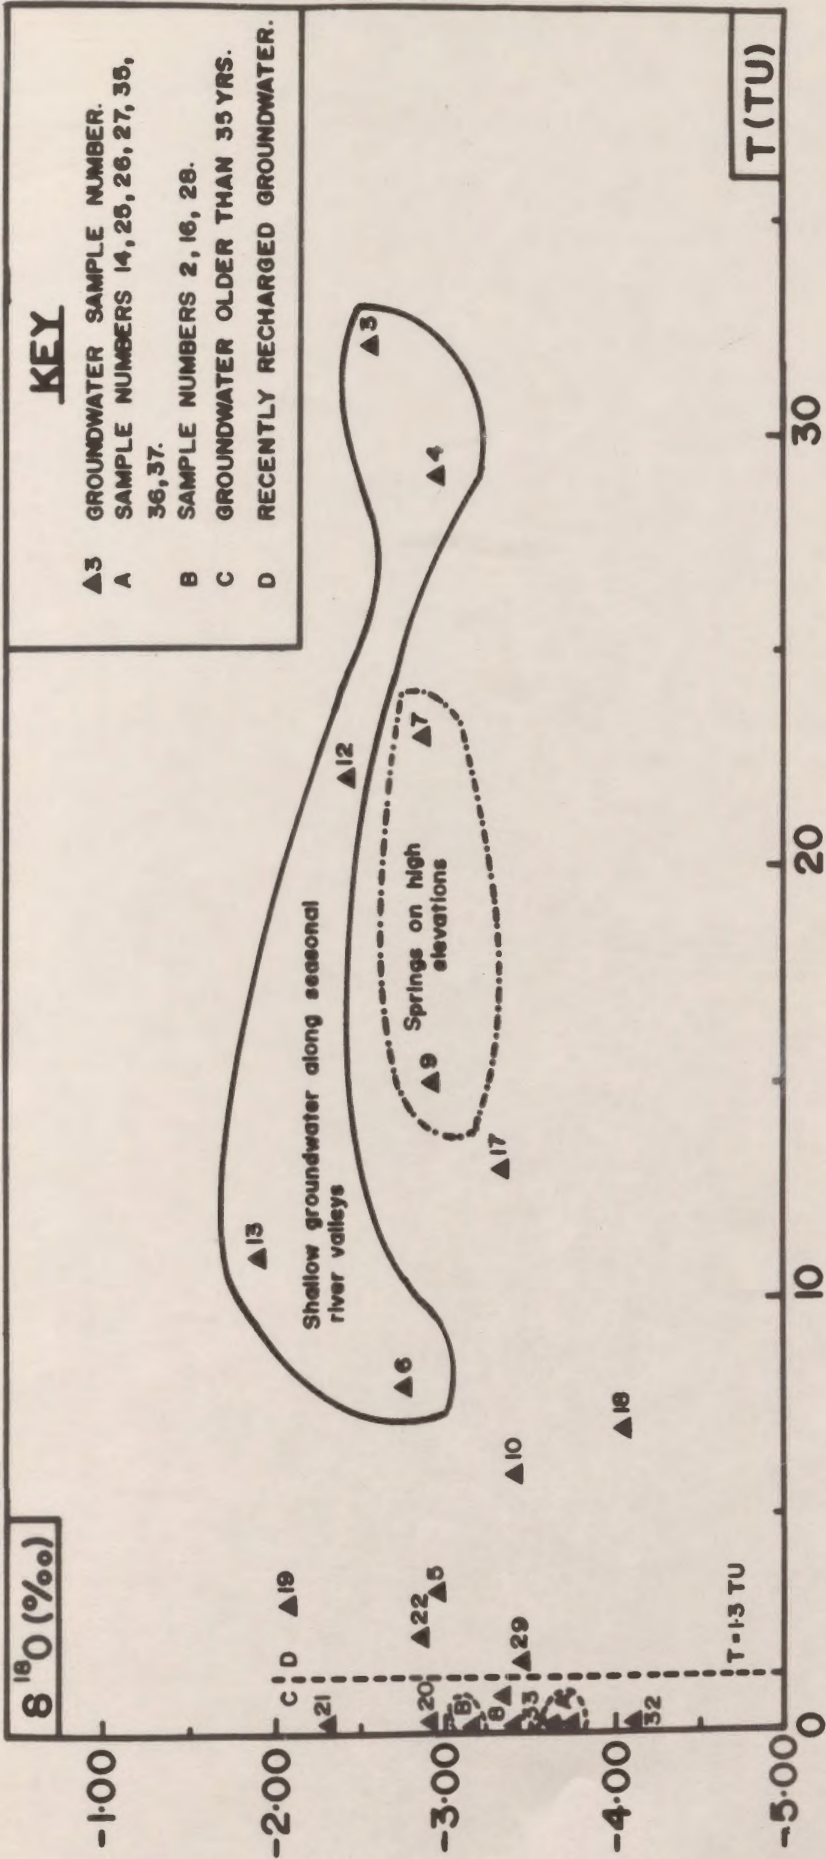 δ ¹⁸O (‰)
KEY
▲3 GROUNDWATER SAMPLE NUMBER.
A SAMPLE NUMBERS 14, 25, 26, 27, 35,
36, 37.
B SAMPLE NUMBERS 2, 16, 28.
C GROUNDWATER OLDER THAN 35 YRS.
D RECENTLY RECHARGED GROUNDWATER.
-1·00
-2·00
-3·00
-4·00
-5·00
C D
21
20
B
8
33
A
32
19
22
5
29
10
18
T=1·3 TU
6
13
Shallow groundwater along seasonal
river valleys
12
3
4
17
9
Springs on high
elevations
7
0
10
20
30
T (TU)